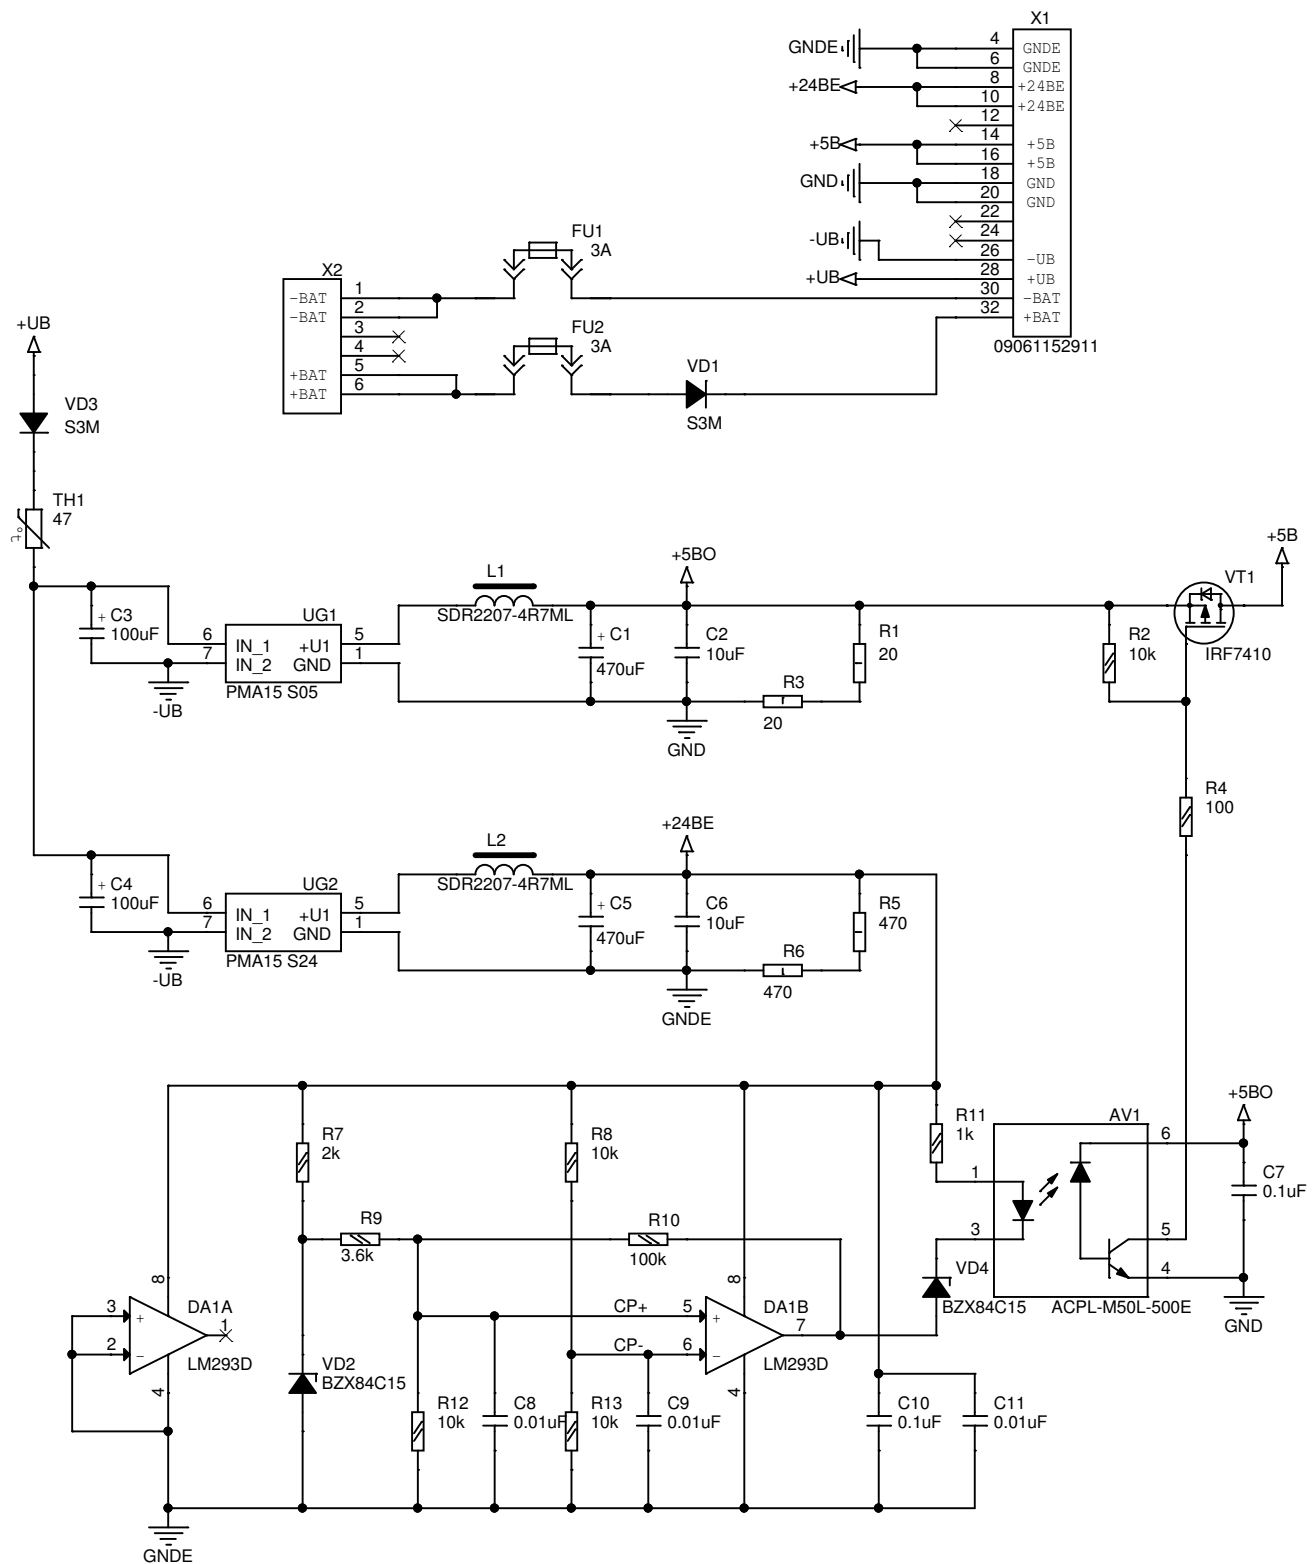 X1
GNDE
4 GNDE
6 GNDE
+24BE
8 +24BE
10 +24BE
12
+5B
14 +5B
16 +5B
GND
18 GND
20 GND
22
24
-UB
26 -UB
+UB
28 +UB
30 -BAT
32 +BAT
09061152911
X2
-BAT 1
-BAT 2
3
4
+BAT 5
+BAT 6
FU1
3A
FU2
3A
VD1
S3M
+UB
VD3
S3M
TH1
47
t°
+ C3
100uF
-UB
UG1
6 IN_1 +U1 5
7 IN_2 GND 1
PMA15 S05
L1
SDR2207-4R7ML
+5BO
+ C1
470uF
C2
10uF
R1
20
R3
20
GND
R2
10k
VT1
IRF7410
+5B
R4
100
+ C4
100uF
-UB
UG2
6 IN_1 +U1 5
7 IN_2 GND 1
PMA15 S24
L2
SDR2207-4R7ML
+24BE
+ C5
470uF
C6
10uF
R5
470
R6
470
GNDE
R7
2k
R8
10k
R9
3.6k
R10
100k
R11
1k
AV1
1
3
6
5
4
ACPL-M50L-500E
+5BO
C7
0.1uF
GND
VD4
BZX84C15
8
3 +
2 -
1
4
DA1A
LM293D
VD2
BZX84C15
CP+ 5 +
CP- 6 -
8
7
4
DA1B
LM293D
R12
10k
C8
0.01uF
R13
10k
C9
0.01uF
C10
0.1uF
C11
0.01uF
GNDE